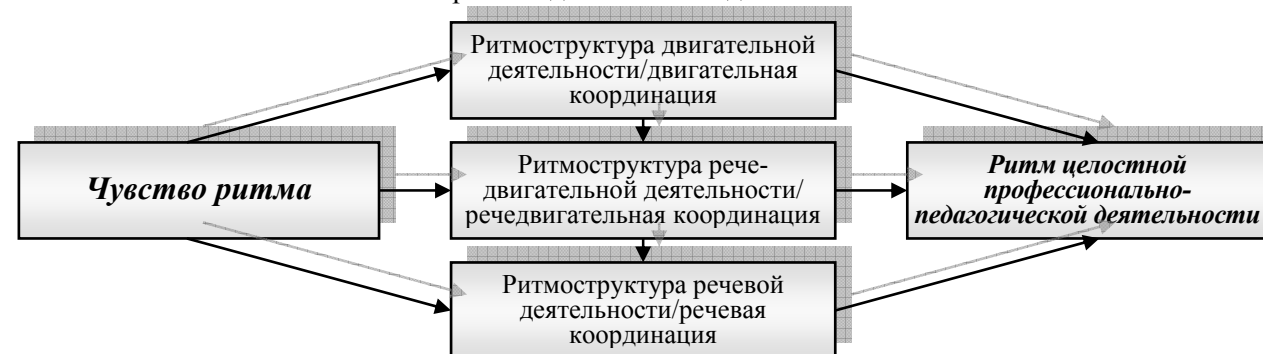 Ритмоструктура двигательной
деятельности/двигательная
координация
Чувство ритма
Ритмоструктура рече-
двигательной деятельности/
речедвигательная координация
Ритм целостной
профессионально-
педагогической деятельности
Ритмоструктура речевой
деятельности/речевая
координация